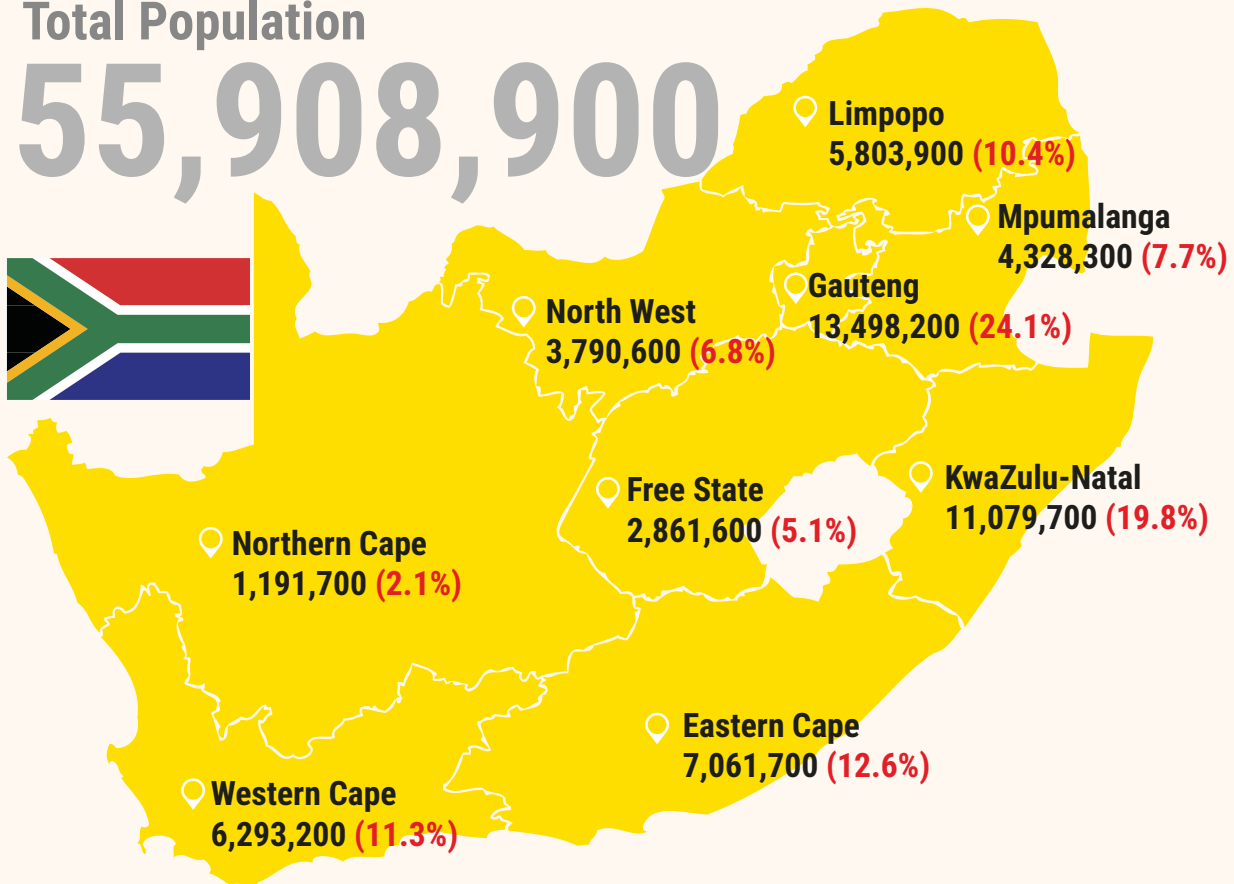 Total Population
55,908,900
Limpopo
5,803,900 (10.4%)
Mpumalanga
4,328,300 (7.7%)
Gauteng
13,498,200 (24.1%)
North West
3,790,600 (6.8%)
KwaZulu-Natal
11,079,700 (19.8%)
Free State
2,861,600 (5.1%)
Northern Cape
1,191,700 (2.1%)
Eastern Cape
7,061,700 (12.6%)
Western Cape
6,293,200 (11.3%)